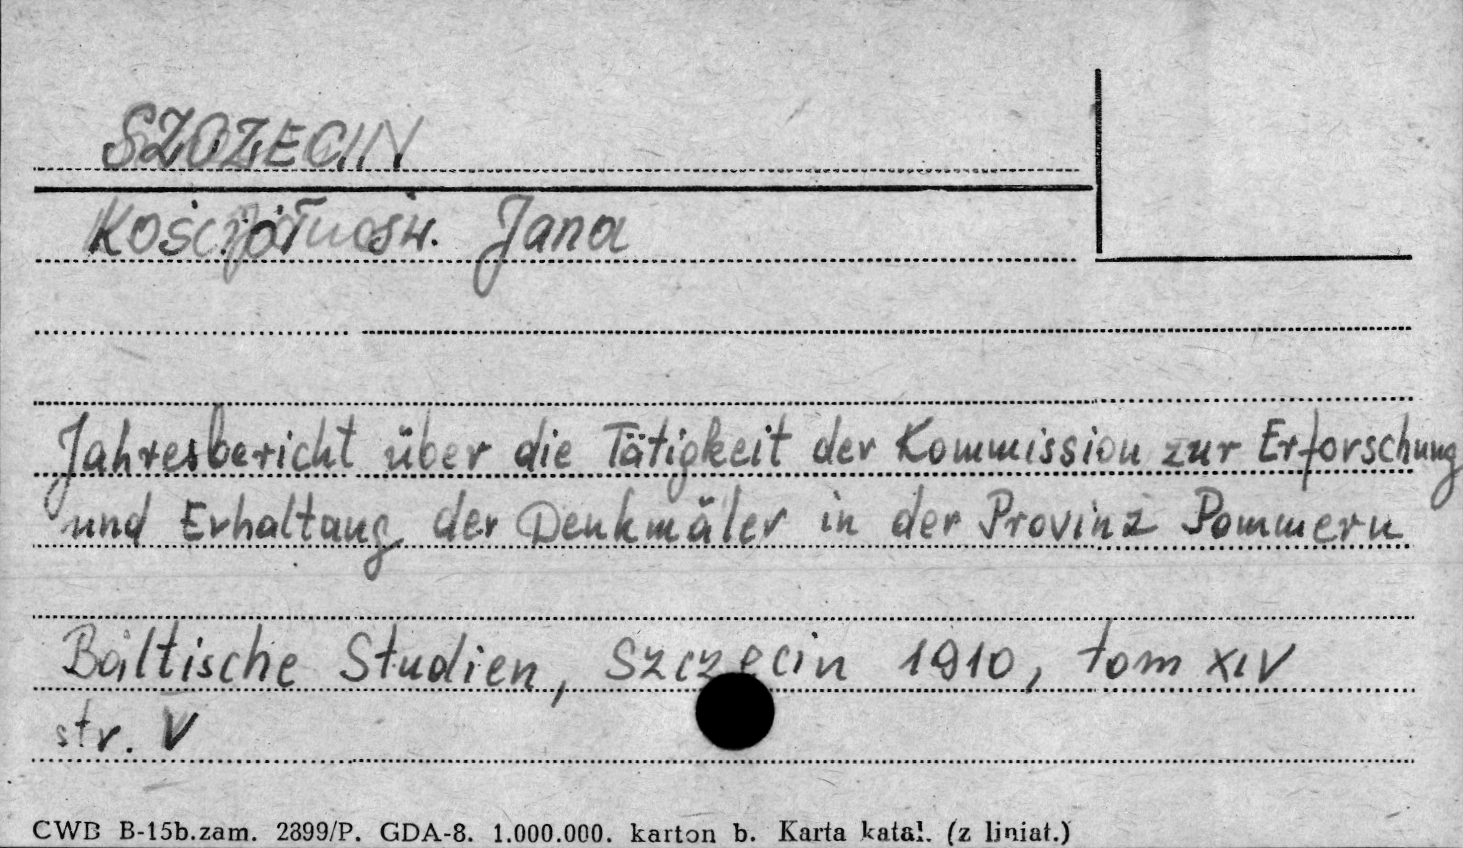 SZCZECIN
Kościół św. Jana
Jahresbericht über die Tätigkeit der Kommission zur Erforschung
und Erhaltung der Denkmäler in der Provinz Pommern
Baltische Studien, Szczecin 1910, tom XIV
str. V
CWB B-15b.zam. 2899/P. GDA-8. 1.000.000. karton b. Karta katal. (z liniat.)